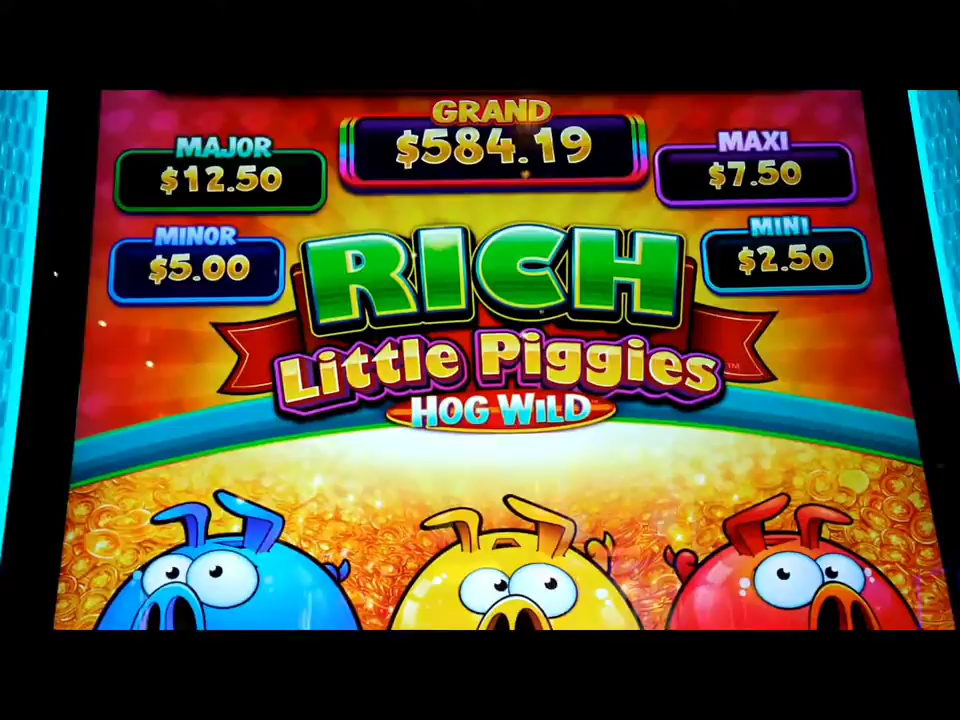 GRAND
$584.19
MAJOR
$12.50
MAXI
$7.50
MINOR
$5.00
MINI
$2.50
RICH
Little Piggies
TM
HOG WILD